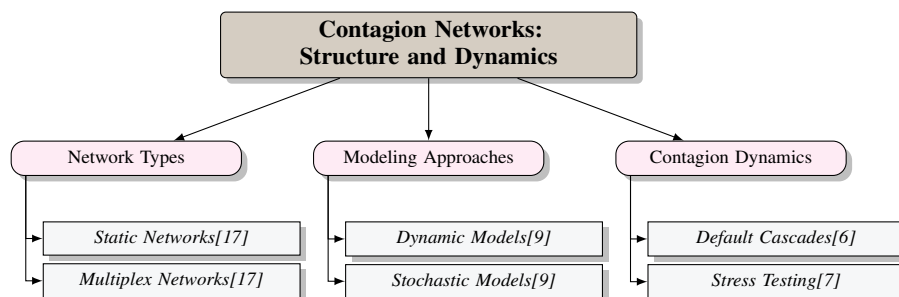 Contagion Networks:
Structure and Dynamics
Network Types
Modeling Approaches
Contagion Dynamics
Static Networks[17]
Dynamic Models[9]
Default Cascades[6]
Multiplex Networks[17]
Stochastic Models[9]
Stress Testing[7]